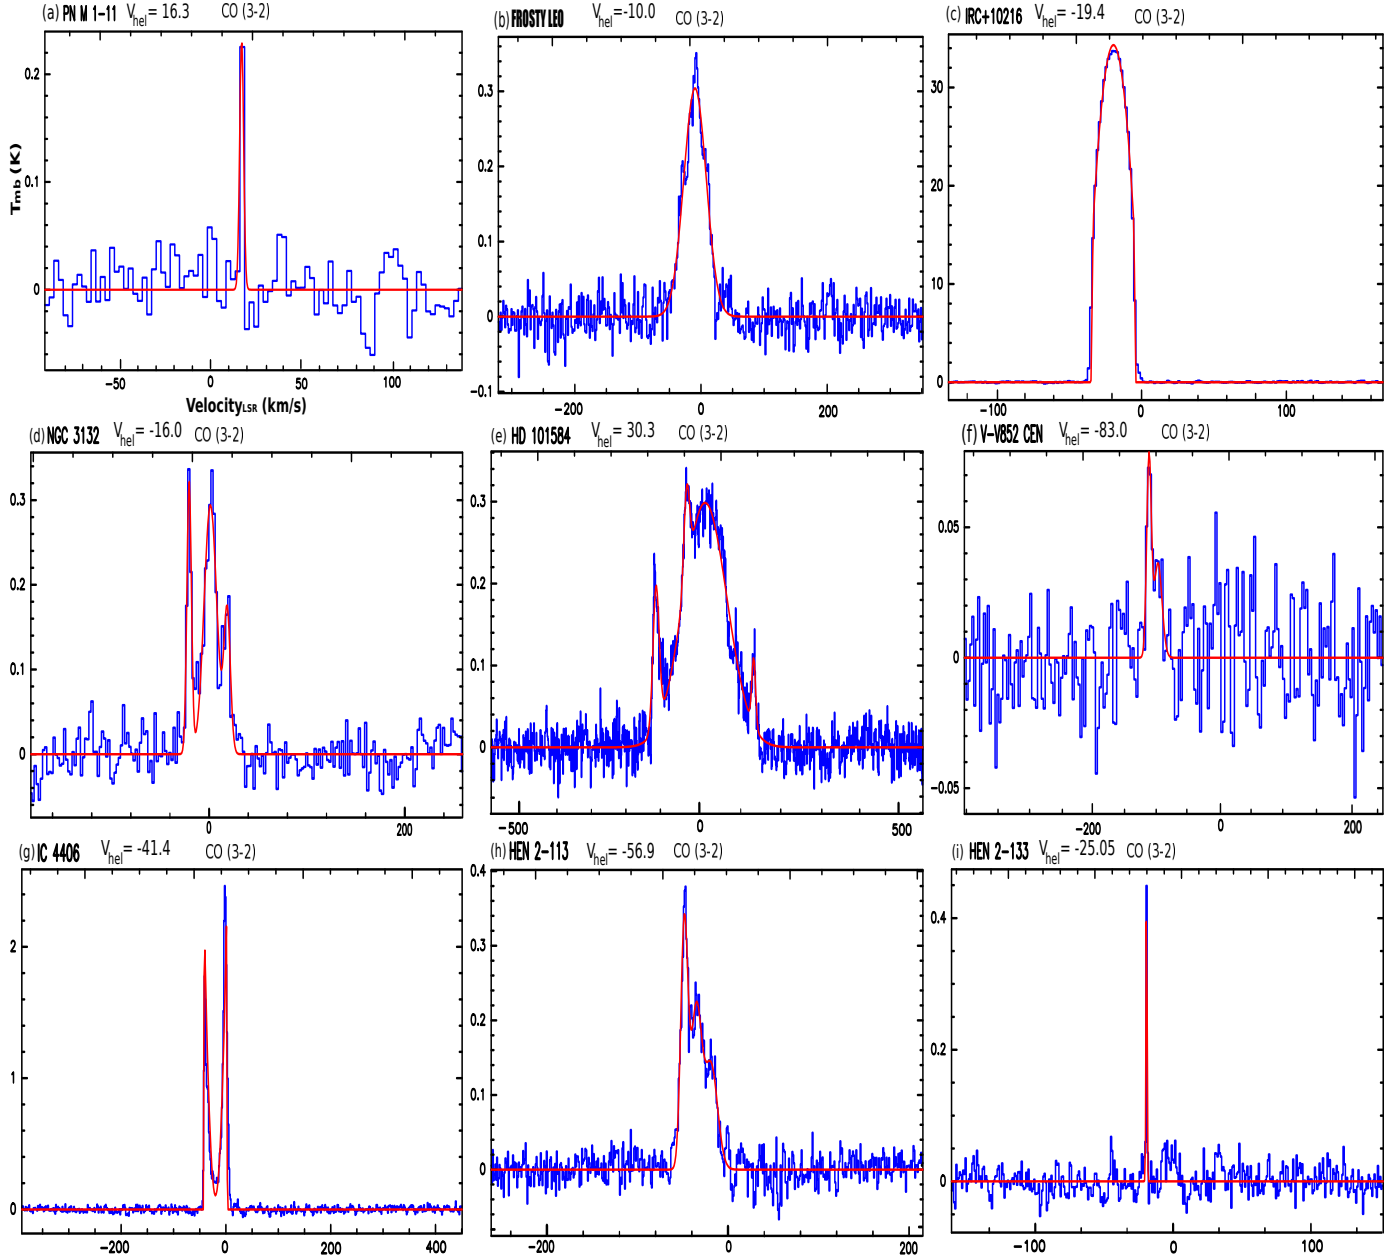 (a) PN M 1-11 Vhel= 16.3 CO (3-2)
(b) FROSTY LEO Vhel=-10.0 CO (3-2)
(c) IRC+10216 Vhel= -19.4 CO (3-2)
Tmb (K)
0.2
0.1
0
-50 0 50 100
VelocityLSR (km/s)
0.3
0.2
0.1
0
-0.1
-200 0 200
30
20
10
0
-100 0 100
(d) NGC 3132 Vhel= -16.0 CO (3-2)
(e) HD 101584 Vhel= 30.3 CO (3-2)
(f) V-V852 CEN Vhel= -83.0 CO (3-2)
0.3
0.2
0.1
0
0 200
0.3
0.2
0.1
0
-500 0 500
0.05
0
-0.05
-200 0 200
(g) IC 4406 Vhel= -41.4 CO (3-2)
(h) HEN 2-113 Vhel= -56.9 CO (3-2)
(i) HEN 2-133 Vhel= -25.05 CO (3-2)
2
1
0
-200 0 200 400
0.4
0.3
0.2
0.1
0
-200 0 200
0.4
0.2
0
-100 0 100